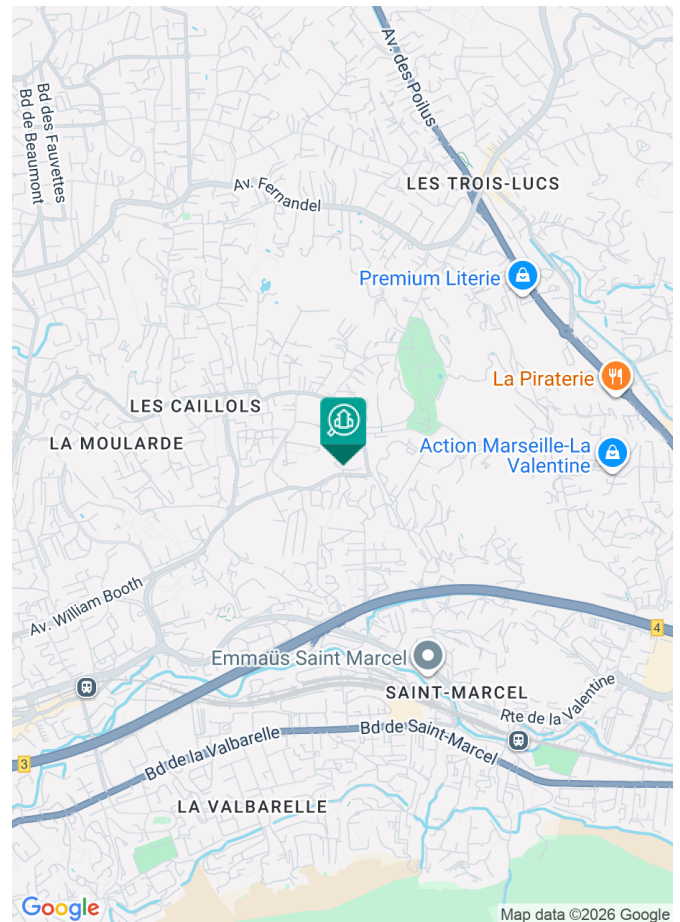 Av. des Poilus
Bd des Fauvettes
Bd de Beaumont
Av. Fernandel
LES TROIS-LUCS
Premium Literie
La Piraterie
LES CAILLOLS
LA MOULARDE
Action Marseille-La
Valentine
Av. William Booth
4
Emmaüs Saint Marcel
SAINT-MARCEL
Rte de la Valentine
3
Bd de la Valbarelle
Bd de Saint-Marcel
LA VALBARELLE
Google
Map data ©2026 Google